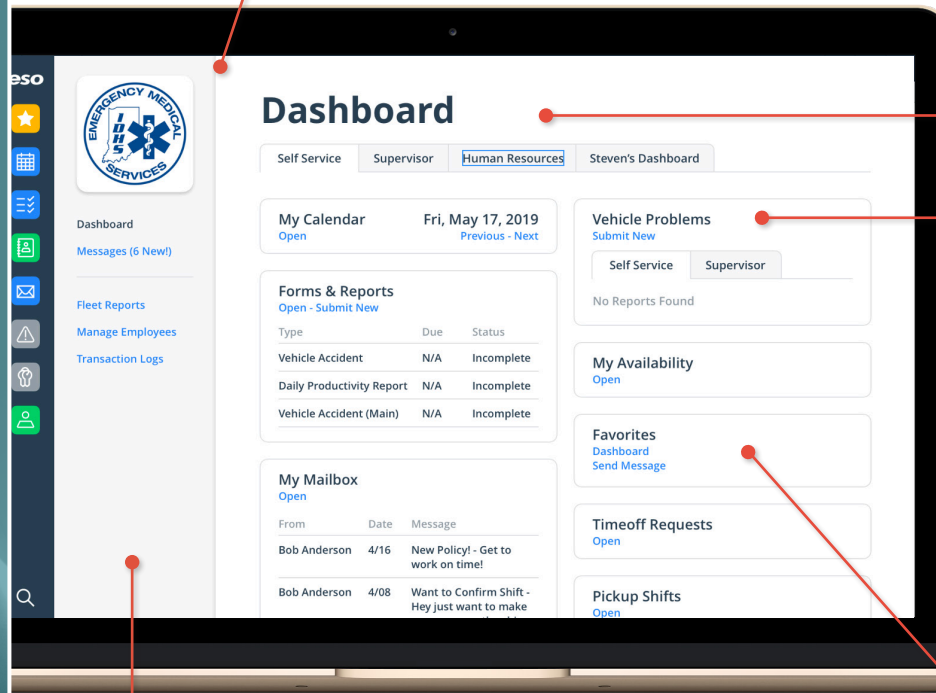 eso
EMERGENCY MEDICAL
IDHS
SERVICES
Dashboard
Messages (6 New!)
Fleet Reports
Manage Employees
Transaction Logs
Dashboard
Self Service Supervisor Human Resources Steven's Dashboard
My Calendar Fri, May 17, 2019
Open Previous - Next
Forms & Reports
Open - Submit New
Type Due Status
Vehicle Accident N/A Incomplete
Daily Productivity Report N/A Incomplete
Vehicle Accident (Main) N/A Incomplete
My Mailbox
Open
From Date Message
Bob Anderson 4/16 New Policy! - Get to
work on time!
Bob Anderson 4/08 Want to Confirm Shift -
Hey just want to make
Vehicle Problems
Submit New
Self Service Supervisor
No Reports Found
My Availability
Open
Favorites
Dashboard
Send Message
Timeoff Requests
Open
Pickup Shifts
Open